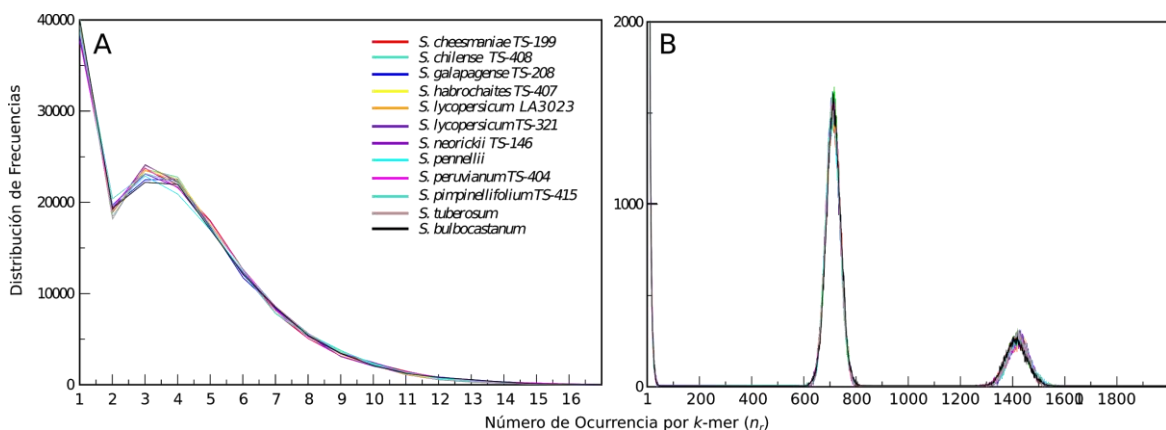 A
40000
30000
20000
10000
0
Distribución de Frecuencias
S. cheesmaniae TS-199
S. chilense TS-408
S. galapagense TS-208
S. habrochaites TS-407
S. lycopersicum LA3023
S. lycopersicum TS-321
S. neorickii TS-146
S. pennellii
S. peruvianum TS-404
S. pimpinellifolium TS-415
S. tuberosum
S. bulbocastanum
1 2 3 4 5 6 7 8 9 10 11 12 13 14 15 16
B
2000
1000
0
1 200 400 600 800 1000 1200 1400 1600 1 1800
Número de Ocurrencia por k-mer (nr)